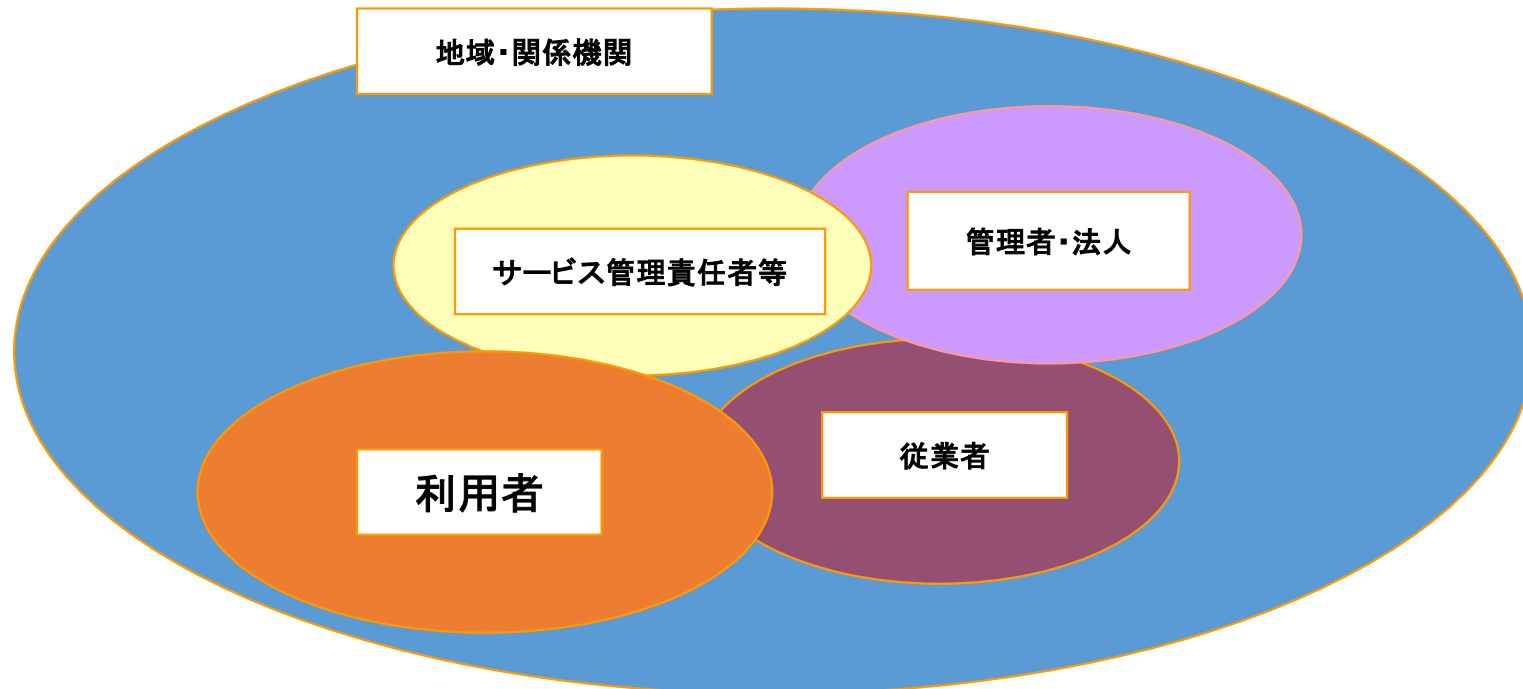 地域・関係機関
管理者・法人
サービス管理責任者等
従業者
利用者